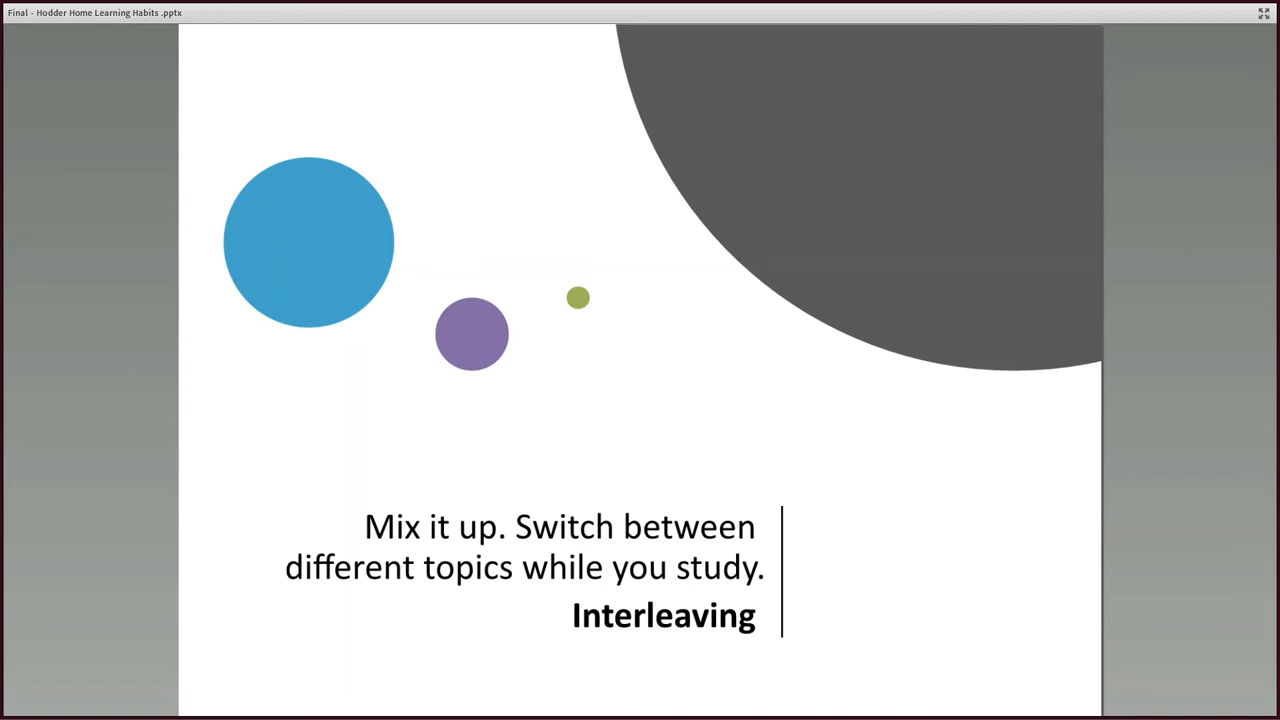 Final - Hodder Home Learning Habits .pptx
Mix it up. Switch between
different topics while you study.
Interleaving